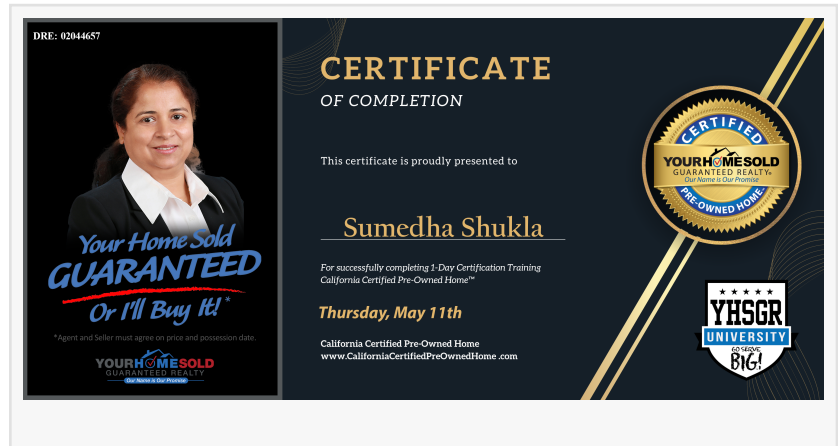 DRE: 02044657
Your Home Sold
GUARANTEED
Or I'll Buy It!*
*Agent and Seller must agree on price and possession date.
YOURHOMESOLD
GUARANTEED REALTY
Our Name is Our Promise
CERTIFICATE
OF COMPLETION
This certificate is proudly presented to
Sumedha Shukla
For successfully completing 1-Day Certification Training
California Certified Pre-Owned Home™
Thursday, May 11th
California Certified Pre-Owned Home
www.CaliforniaCertifiedPreOwnedHome .com
CERTIFIED
YOURHOMESOLD
GUARANTEED REALTY®
Our Name is Our Promise
PRE-OWNED HOME™
YHSGR
UNIVERSITY
GO SERVE
BIG!